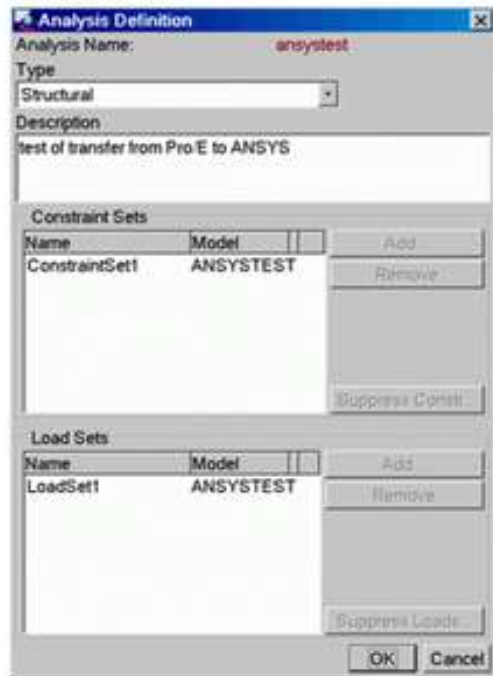 Analysis Definition
Analysis Name: ansystest
Type
Structural
Description
test of transfer from Pro/E to ANSYS
Constraint Sets
Name Model
ConstraintSet1 ANSYSTEST
Add
Remove
Suppress Constr...
Load Sets
Name Model
LoadSet1 ANSYSTEST
Add
Remove
Suppress Loads...
OK Cancel